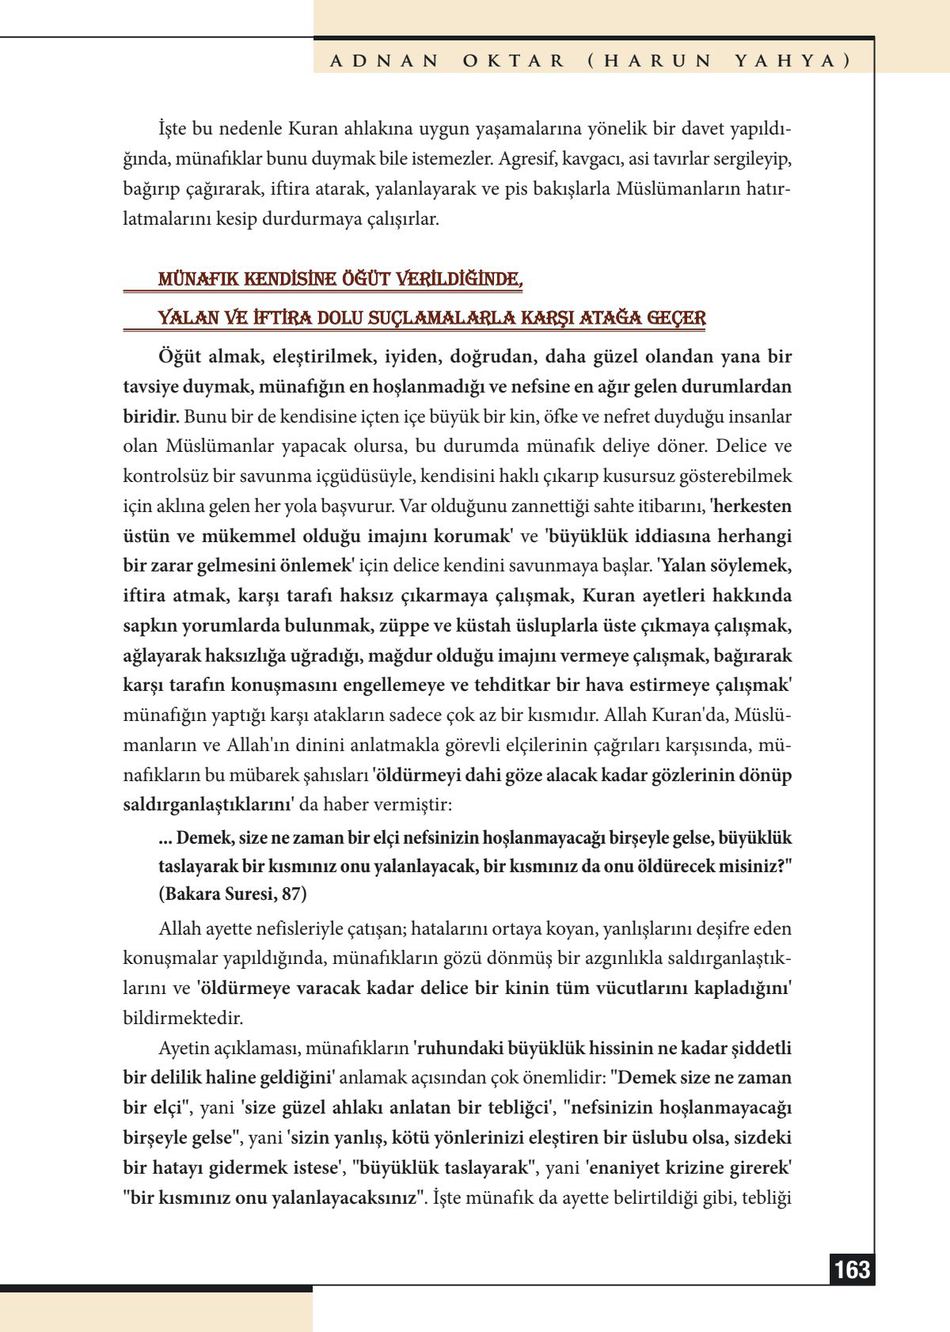 ADNAN OKTAR (HARUN YAHYA)
İşte bu nedenle Kuran ahlakına uygun yaşamalarına yönelik bir davet yapıldı-
ğında, münafıklar bunu duymak bile istemezler. Agresif, kavgacı, asi tavırlar sergileyip,
bağırıp çağırarak, iftira atarak, yalanlayarak ve pis bakışlarla Müslümanların hatır-
latmalarını kesip durdurmaya çalışırlar.
MÜNAFIK KENDİSİNE ÖĞÜT VERİLDİĞİNDE,
YALAN VE İFTİRA DOLU SUÇLAMALARLA KARŞI ATAĞA GEÇER
Öğüt almak, eleştirilmek, iyiden, doğrudan, daha güzel olandan yana bir
tavsiye duymak, münafığın en hoşlanmadığı ve nefsine en ağır gelen durumlardan
biridir. Bunu bir de kendisine içten içe büyük bir kin, öfke ve nefret duyduğu insanlar
olan Müslümanlar yapacak olursa, bu durumda münafık deliye döner. Delice ve
kontrolsüz bir savunma içgüdüsüyle, kendisini haklı çıkarıp kusursuz gösterebilmek
için aklına gelen her yola başvurur. Var olduğunu zannettiği sahte itibarını, 'herkesten
üstün ve mükemmel olduğu imajını korumak' ve 'büyüklük iddiasına herhangi
bir zarar gelmesini önlemek' için delice kendini savunmaya başlar. 'Yalan söylemek,
iftira atmak, karşı tarafı haksız çıkarmaya çalışmak, Kuran ayetleri hakkında
sapkın yorumlarda bulunmak, züppe ve küstah üsluplarla üste çıkmaya çalışmak,
ağlayarak haksızlığa uğradığı, mağdur olduğu imajını vermeye çalışmak, bağırarak
karşı tarafın konuşmasını engellemeye ve tehditkar bir hava estirmeye çalışmak'
münafığın yaptığı karşı atakların sadece çok az bir kısmıdır. Allah Kuran'da, Müslü-
manların ve Allah'ın dinini anlatmakla görevli elçilerinin çağrıları karşısında, mü-
nafıkların bu mübarek şahısları 'öldürmeyi dahi göze alacak kadar gözlerinin dönüp
saldırganlaştıklarını' da haber vermiştir:
... Demek, size ne zaman bir elçi nefsinizin hoşlanmayacağı birşeyle gelse, büyüklük
taslayarak bir kısmınız onu yalanlayacak, bir kısmınız da onu öldürecek misiniz?"
(Bakara Suresi, 87)
Allah ayette nefisleriyle çatışan; hatalarını ortaya koyan, yanlışlarını deşifre eden
konuşmalar yapıldığında, münafıkların gözü dönmüş bir azgınlıkla saldırganlaştık-
larını ve 'öldürmeye varacak kadar delice bir kinin tüm vücutlarını kapladığını'
bildirmektedir.
Ayetin açıklaması, münafıkların 'ruhundaki büyüklük hissinin ne kadar şiddetli
bir delilik haline geldiğini' anlamak açısından çok önemlidir: "Demek size ne zaman
bir elçi", yani 'size güzel ahlakı anlatan bir tebliğci', "nefsinizin hoşlanmayacağı
birşeyle gelse", yani 'sizin yanlış, kötü yönlerinizi eleştiren bir üslubu olsa, sizdeki
bir hatayı gidermek istese', "büyüklük taslayarak", yani 'enaniyet krizine girerek'
"bir kısmınız onu yalanlayacaksınız". İşte münafık da ayette belirtildiği gibi, tebliği
163